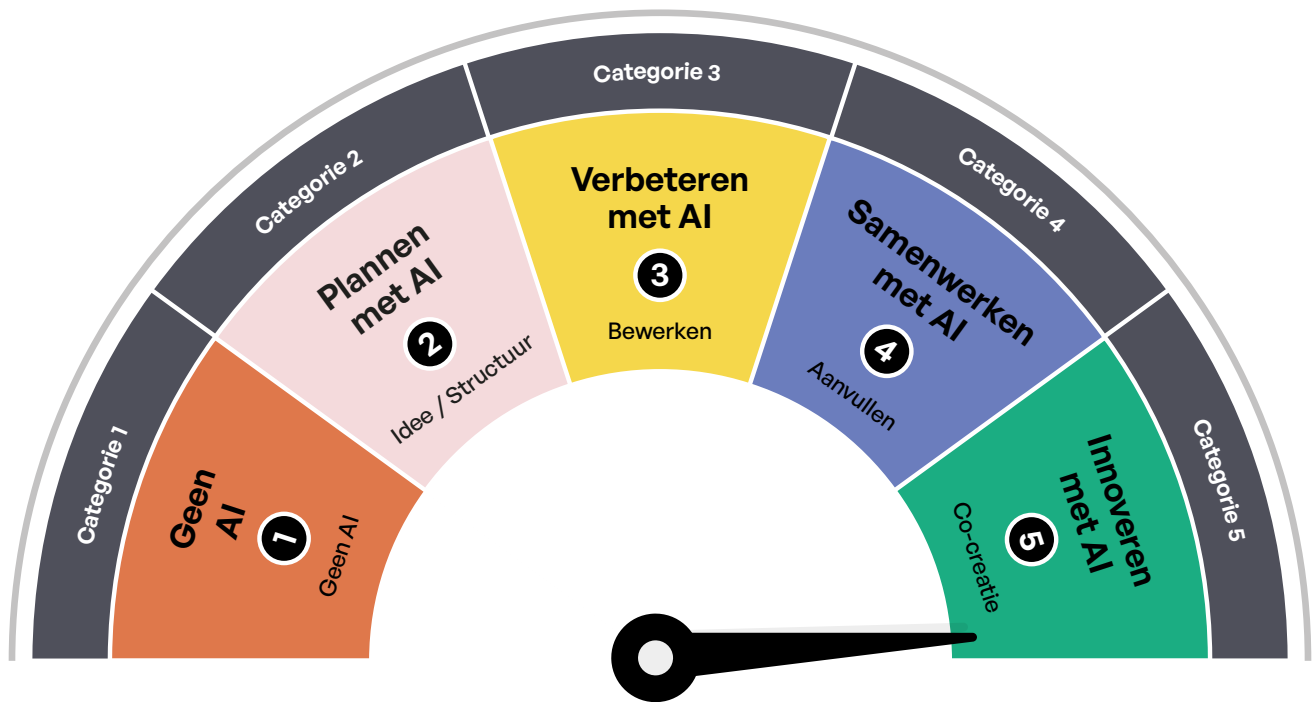 Categorie 1
Geen
AI
1
Geen AI
Categorie 2
Plannen
met AI
2
Idee / Structuur
Categorie 3
Verbeteren
met AI
3
Bewerken
Categorie 4
Samenwerken
met AI
4
Aanvullen
Categorie 5
Innoveren
met AI
5
Co-creatie